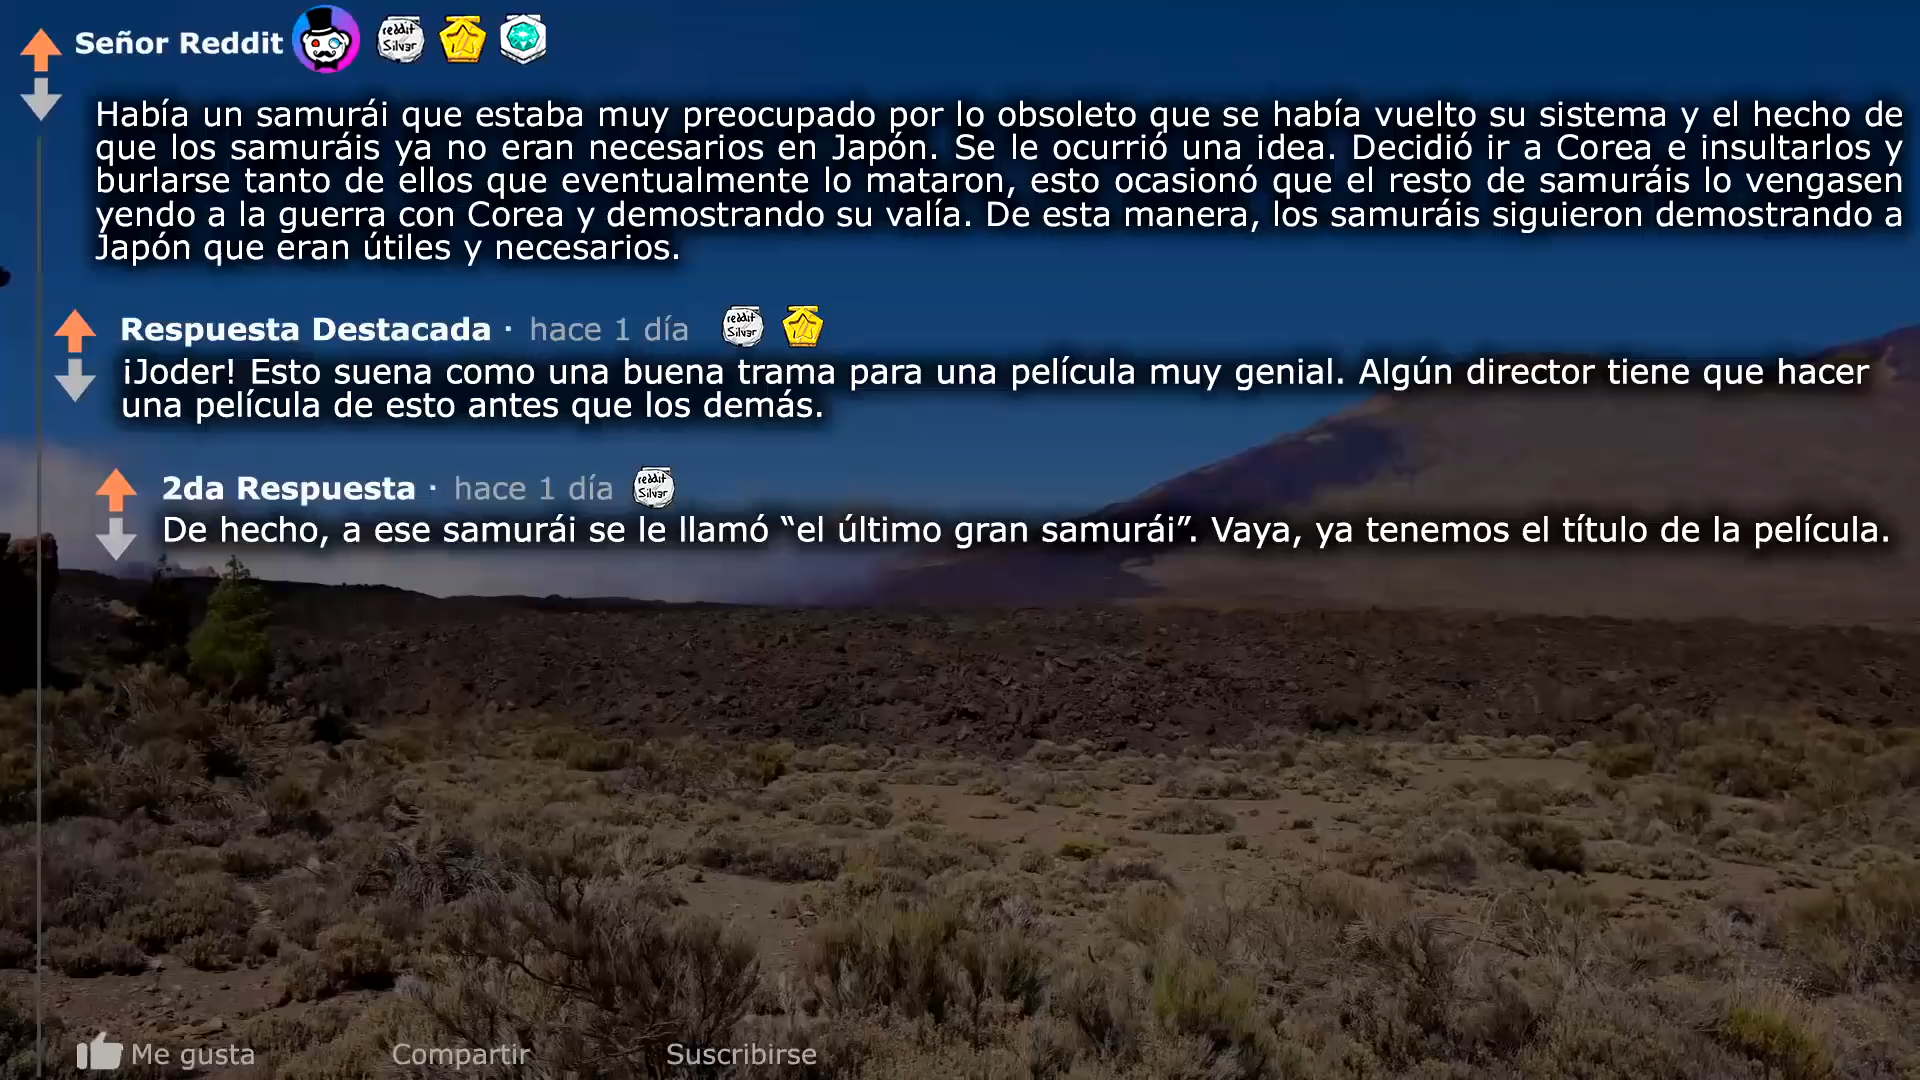 Señor Reddit reddit Silver
Había un samurái que estaba muy preocupado por lo obsoleto que se había vuelto su sistema y el hecho de
que los samuráis ya no eran necesarios en Japón. Se le ocurrió una idea. Decidió ir a Corea e insultarlos y
burlarse tanto de ellos que eventualmente lo mataron, esto ocasionó que el resto de samuráis lo vengasen
yendo a la guerra con Corea y demostrando su valía. De esta manera, los samuráis siguieron demostrando a
Japón que eran útiles y necesarios.
Respuesta Destacada · hace 1 día reddit Silver
¡Joder! Esto suena como una buena trama para una película muy genial. Algún director tiene que hacer
una película de esto antes que los demás.
2da Respuesta · hace 1 día reddit Silver
De hecho, a ese samurái se le llamó “el último gran samurái”. Vaya, ya tenemos el título de la película.
Me gusta Compartir Suscribirse